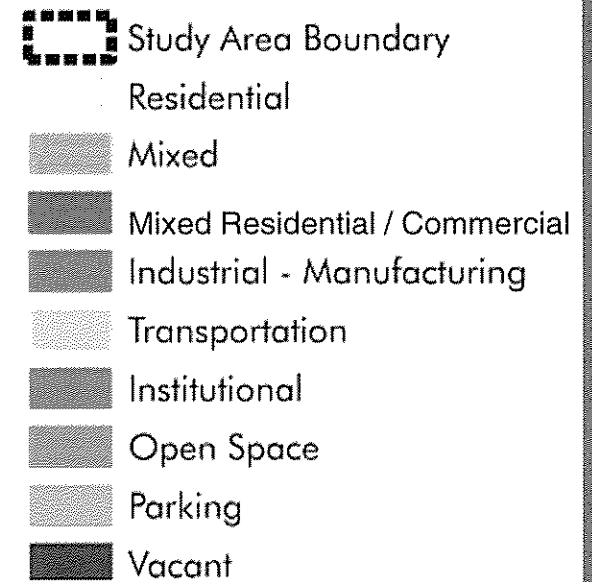 Study Area Boundary
Residential
Mixed
Mixed Residential / Commercial
Industrial - Manufacturing
Transportation
Institutional
Open Space
Parking
Vacant